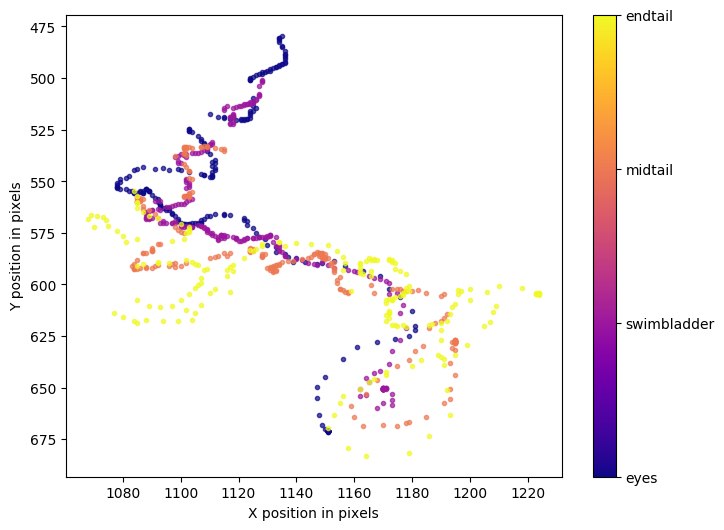 475
500
525
550
575
600
625
650
675
Y position in pixels
1080
1100
1120
1140
1160
1180
1200
1220
X position in pixels
endtail
midtail
swimbladder
eyes